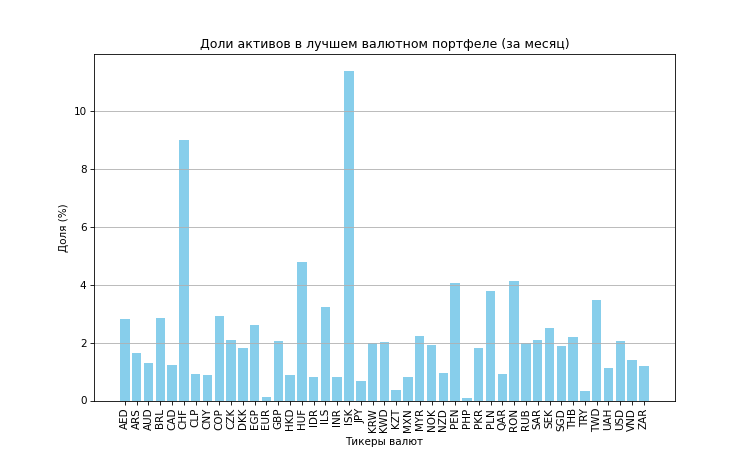 Доли активов в лучшем валютном портфеле (за месяц)
Доля (%)
10
8
6
4
2
0
AED ARS AUD BRL CAD CHF CLP CNY COP CZK DKK EGP EUR GBP HKD HUF IDR ILS INR ISK JPY KRW KWD KZT MXN MYR NOK NZD PEN PHP PKR PLN QAR RON RUB SAR SEK SGD THB TRY TWD UAH USD VND ZAR
Тикеры валют